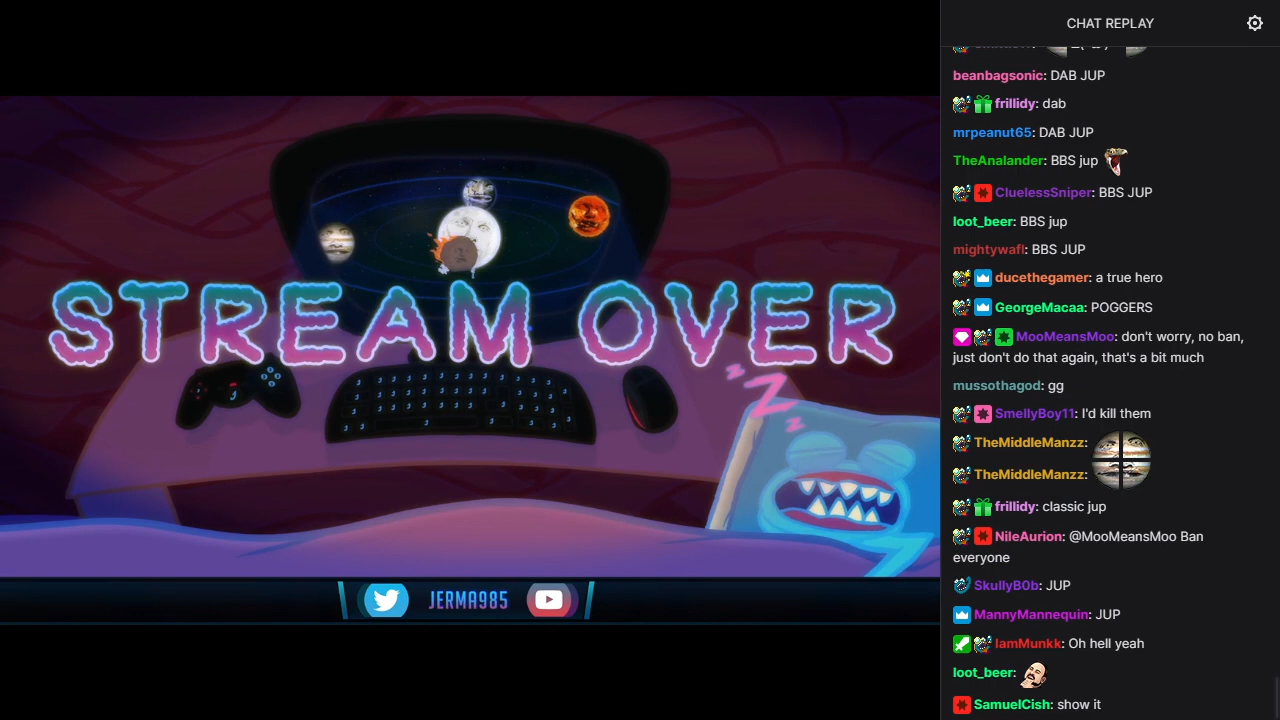 CHAT REPLAY
beanbagsonic: DAB JUP
frillidy: dab
mrpeanut65: DAB JUP
TheAnalander: BBS jup
CluelessSniper: BBS JUP
loot_beer: BBS jup
mightywafl: BBS JUP
ducethegamer: a true hero
GeorgeMacaa: POGGERS
MooMeansMoo: don't worry, no ban,
just don't do that again, that's a bit much
mussothagod: gg
SmellyBoy11: I'd kill them
TheMiddleManzz:
TheMiddleManzz:
frillidy: classic jup
NileAurion: @MooMeansMoo Ban
everyone
SkullyB0b: JUP
MannyMannequin: JUP
IamMunkk: Oh hell yeah
loot_beer:
SamuelCish: show it
STREAM OVER
z
Z
z
JERMA985